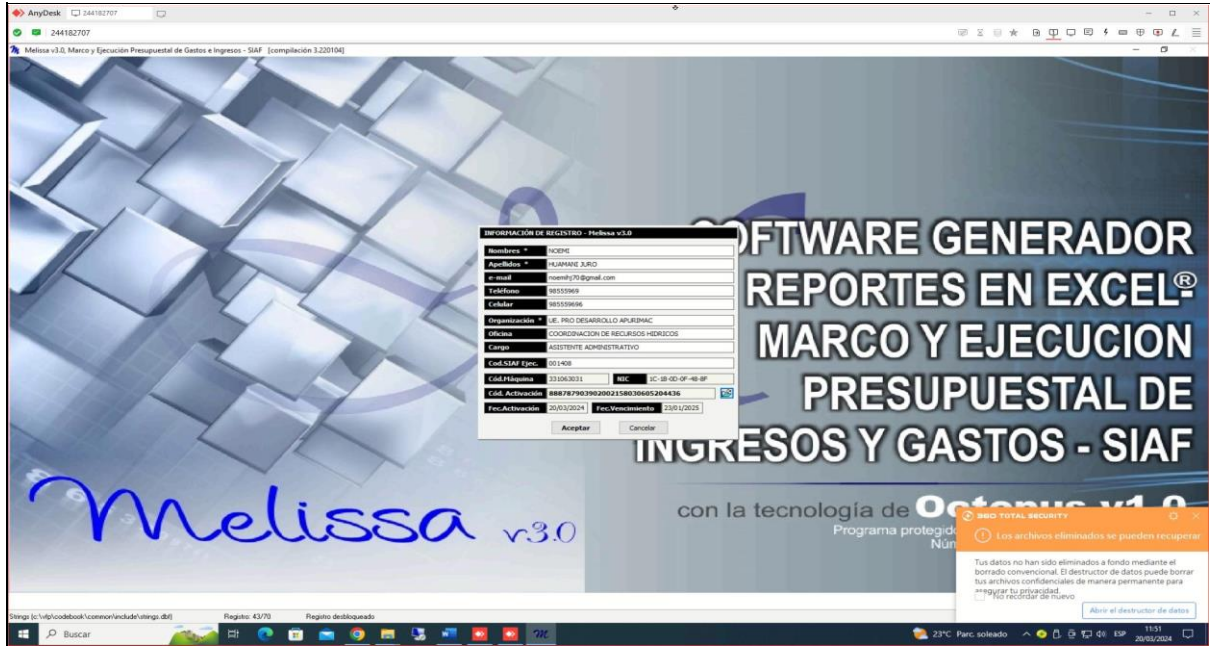 AnyDesk 244182707
244182707
Melissa v3.0, Marco y Ejecución Presupuestal de Gastos e Ingresos - SIAF [compilación 3.220104]
SOFTWARE GENERADOR
REPORTES EN EXCEL®
MARCO Y EJECUCION
PRESUPUESTAL DE
INGRESOS Y GASTOS - SIAF
INFORMACIÓN DE REGISTRO - Melissa v3.0
Nombres * NOEMI
Apellidos * HUAMANI JURO
e-mail noemihj70@gmail.com
Teléfono 98555969
Celular 985559696
Organización * UE. PRO DESARROLLO APURIMAC
Oficina COORDINACION DE RECURSOS HIDRICOS
Cargo ASISTENTE ADMINISTRATIVO
Cod.SIAF Ejec. 001408
Cód.Máquina 331063031 NIC 1C-1B-0D-0F-48-8F
Cód. Activación 888787903902002158030605204436
Fec.Activación 20/03/2024 Fec.Vencimiento 23/01/2025
Aceptar Cancelar
Melissa v3.0
con la tecnología de Octopus v1.0
Programa protegido
Núm
360 TOTAL SECURITY
Los archivos eliminados se pueden recuperar
Tus datos no han sido eliminados a fondo mediante el
borrado convencional. El destructor de datos puede borrar
tus archivos confidenciales de manera permanente para
asegurar tu privacidad.
No recordar de nuevo
Abrir el destructor de datos
Strings (c:\vfp\codebook\common\include\strings.dbf) Registro: 43/70 Registro desbloqueado
Buscar
23°C Parc. soleado ESP 11:51
20/03/2024